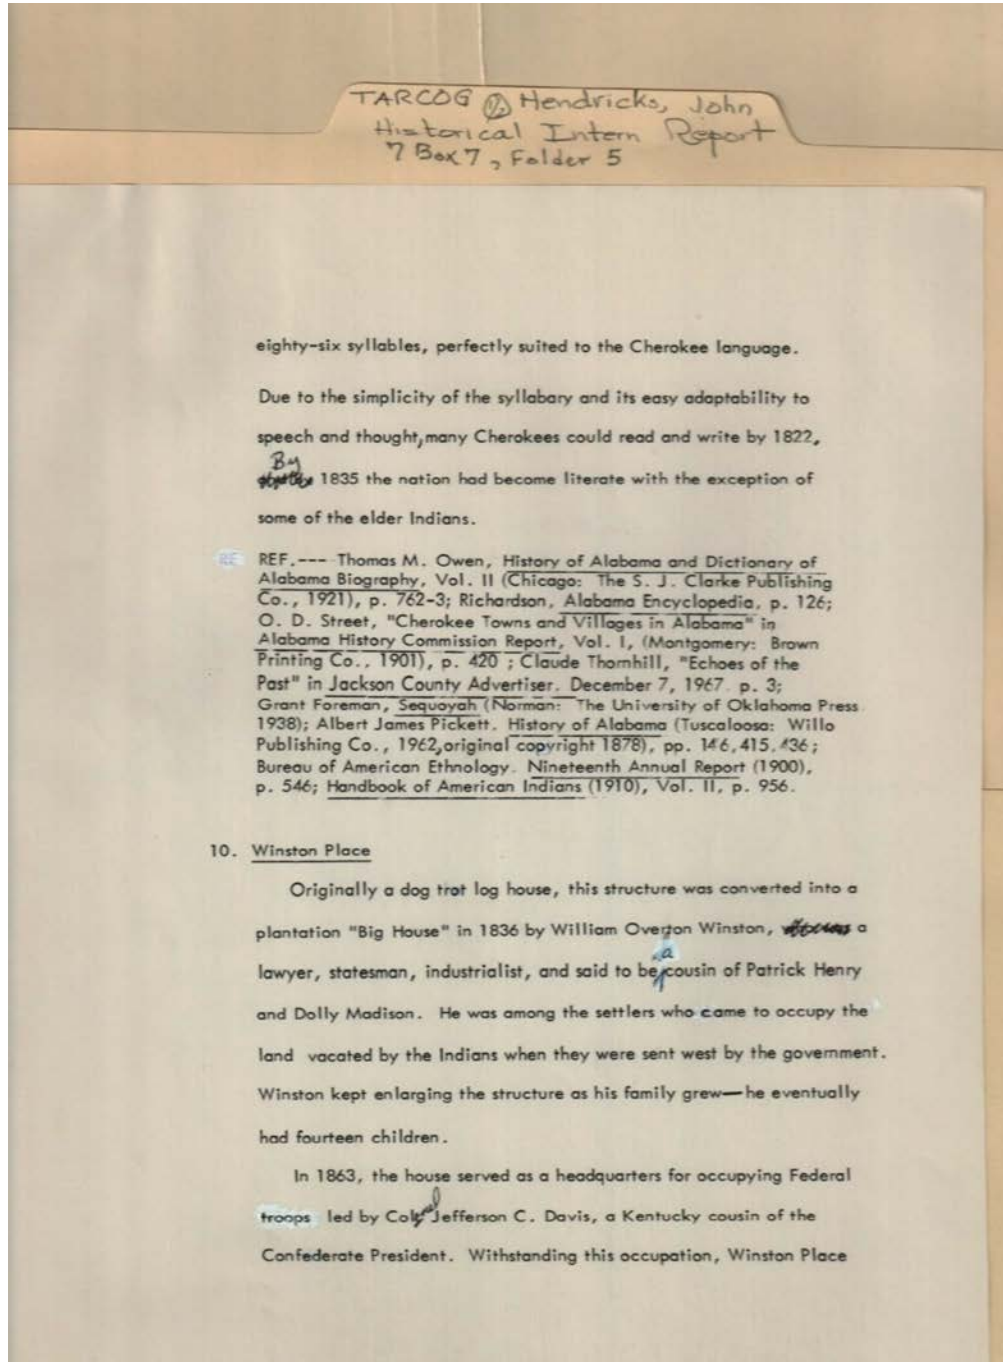 TARCOG 1/2 Hendricks, John
Historical Intern Report
7 Box 7, Folder 5
eighty-six syllables, perfectly suited to the Cherokee language.
Due to the simplicity of the syllabary and its easy adaptability to
speech and thought, many Cherokees could read and write by 1822,
By
1835 the nation had become literate with the exception of
some of the elder Indians.
RE REF.--- Thomas M. Owen, History of Alabama and Dictionary of
Alabama Biography, Vol. II (Chicago: The S. J. Clarke Publishing
Co., 1921), p. 762-3; Richardson, Alabama Encyclopedia, p. 126;
O. D. Street, "Cherokee Towns and Villages in Alabama" in
Alabama History Commission Report, Vol. I, (Montgomery: Brown
Printing Co., 1901), p. 420 ; Claude Thornhill, "Echoes of the
Past" in Jackson County Advertiser. December 7, 1967. p. 3;
Grant Foreman, Sequoyah (Norman: The University of Oklahoma Press
1938); Albert James Pickett. History of Alabama (Tuscaloosa: Willo
Publishing Co., 1962,original copyright 1878), pp. 146,415,436;
Bureau of American Ethnology. Nineteenth Annual Report (1900),
p. 546; Handbook of American Indians (1910), Vol. II, p. 956.
10. Winston Place
Originally a dog trot log house, this structure was converted into a
plantation "Big House" in 1836 by William Overton Winston, a
a
lawyer, statesman, industrialist, and said to be cousin of Patrick Henry
and Dolly Madison. He was among the settlers who came to occupy the
land vacated by the Indians when they were sent west by the government.
Winston kept enlarging the structure as his family grew—he eventually
had fourteen children.
In 1863, the house served as a headquarters for occupying Federal
troops led by Colonel Jefferson C. Davis, a Kentucky cousin of the
Confederate President. Withstanding this occupation, Winston Place